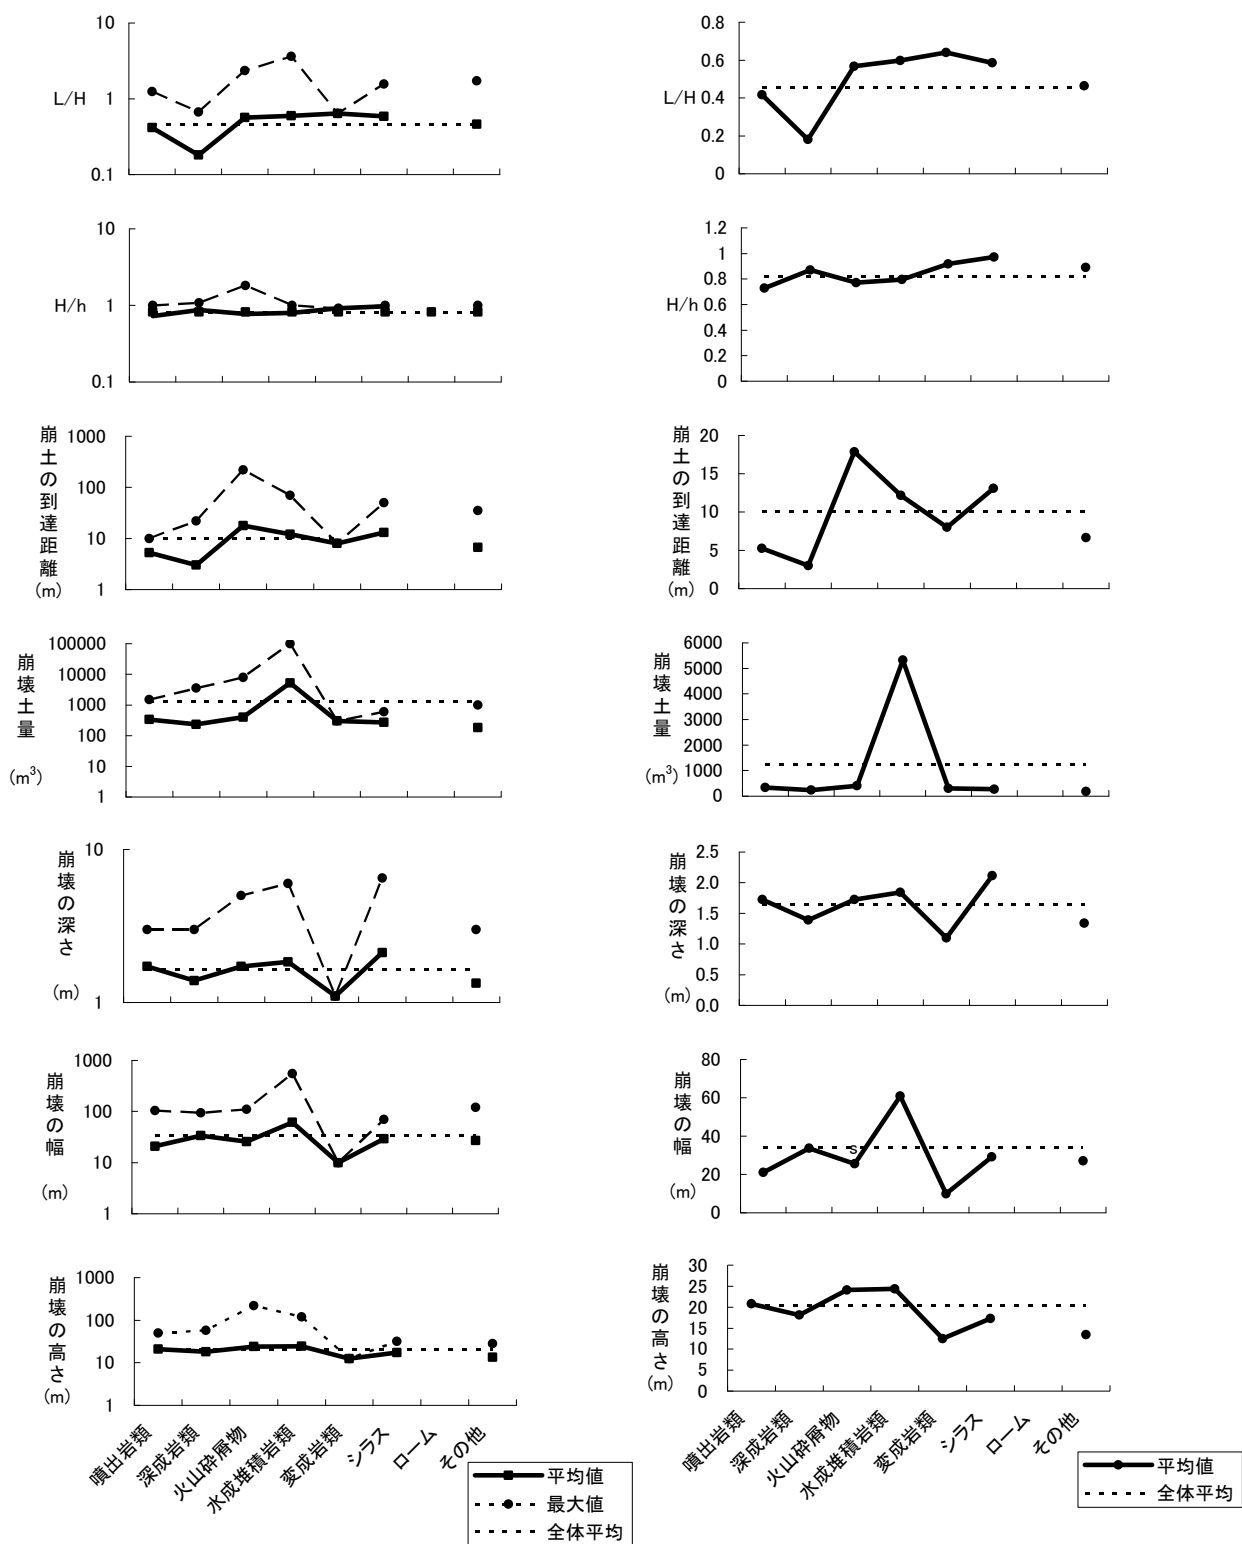 10
1
0.1
L/H
0.8
0.6
0.4
0.2
0
L/H
10
1
0.1
H/h
1.2
1
0.8
0.6
0.4
0.2
0
H/h
崩土の到達距離
(m)
1000
100
10
1
崩土の到達距離
(m)
20
15
10
5
0
崩壊土量
(m³)
100000
10000
1000
100
10
1
崩壊土量
(m³)
6000
5000
4000
3000
2000
1000
0
崩壊の深さ
(m)
10
1
崩壊の深さ
(m)
2.5
2.0
1.5
1.0
0.5
0.0
崩壊の幅
(m)
1000
100
10
1
崩壊の幅
(m)
80
60
40
20
0
s
崩壊の高さ
(m)
1000
100
10
1
崩壊の高さ
(m)
30
25
20
15
10
5
0
噴出岩類
深成岩類
火山砕屑物
水成堆積岩類
変成岩類
シラス
ローム
その他
噴出岩類
深成岩類
火山砕屑物
水成堆積岩類
変成岩類
シラス
ローム
その他
平均値
最大値
全体平均
平均値
全体平均